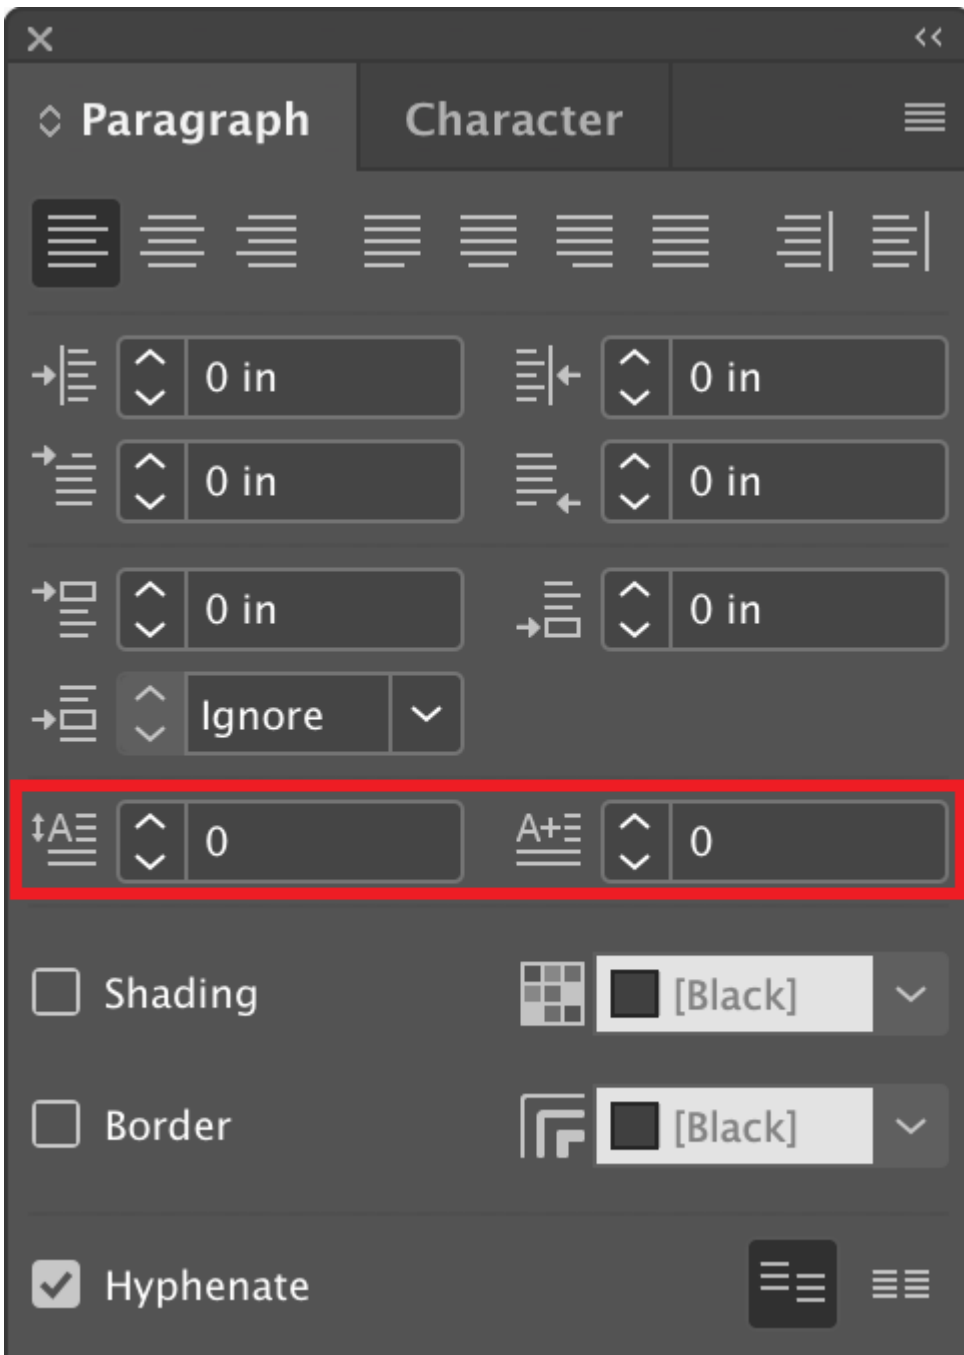 Paragraph Character
0 in 0 in
0 in 0 in
0 in 0 in
Ignore
A 0 A+ 0
Shading [Black]
Border [Black]
Hyphenate